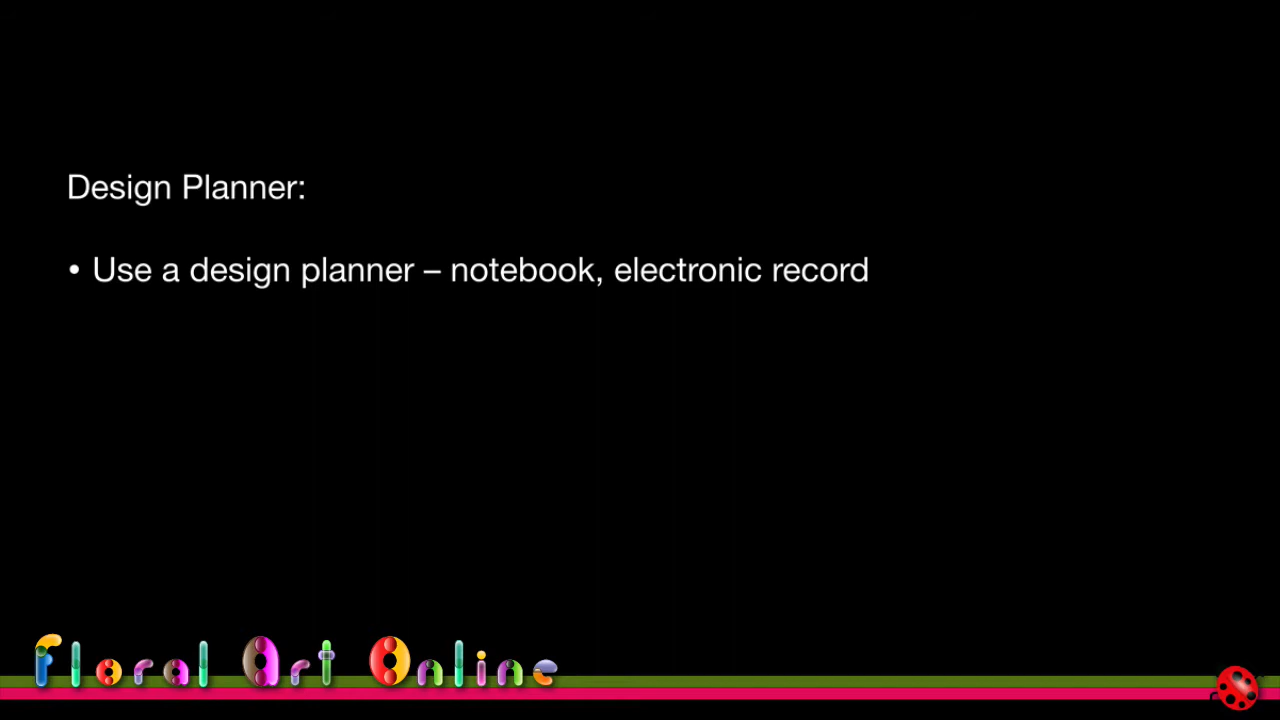 Design Planner:
• Use a design planner – notebook, electronic record
Floral Art Online